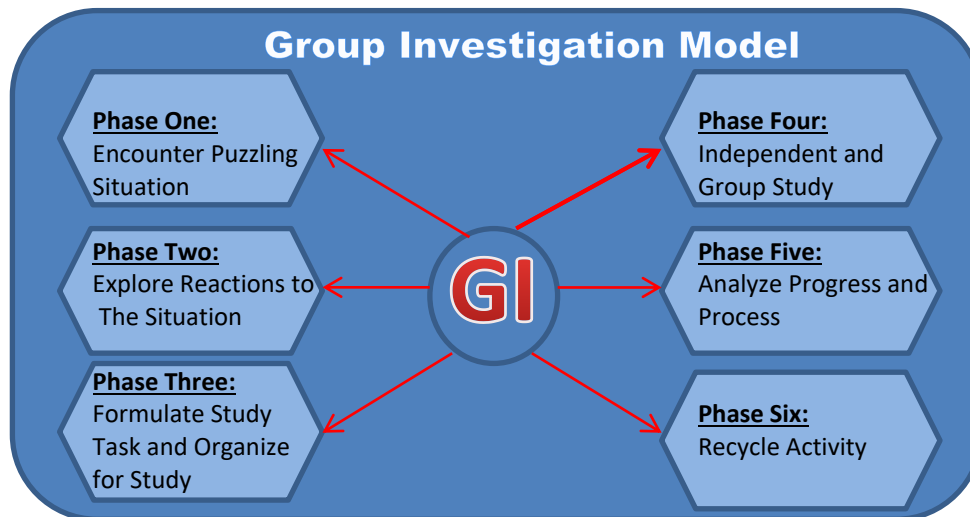 Group Investigation Model
Phase One:
Encounter Puzzling
Situation
Phase Two:
Explore Reactions to
The Situation
Phase Three:
Formulate Study
Task and Organize
for Study
GI
Phase Four:
Independent and
Group Study
Phase Five:
Analyze Progress and
Process
Phase Six:
Recycle Activity